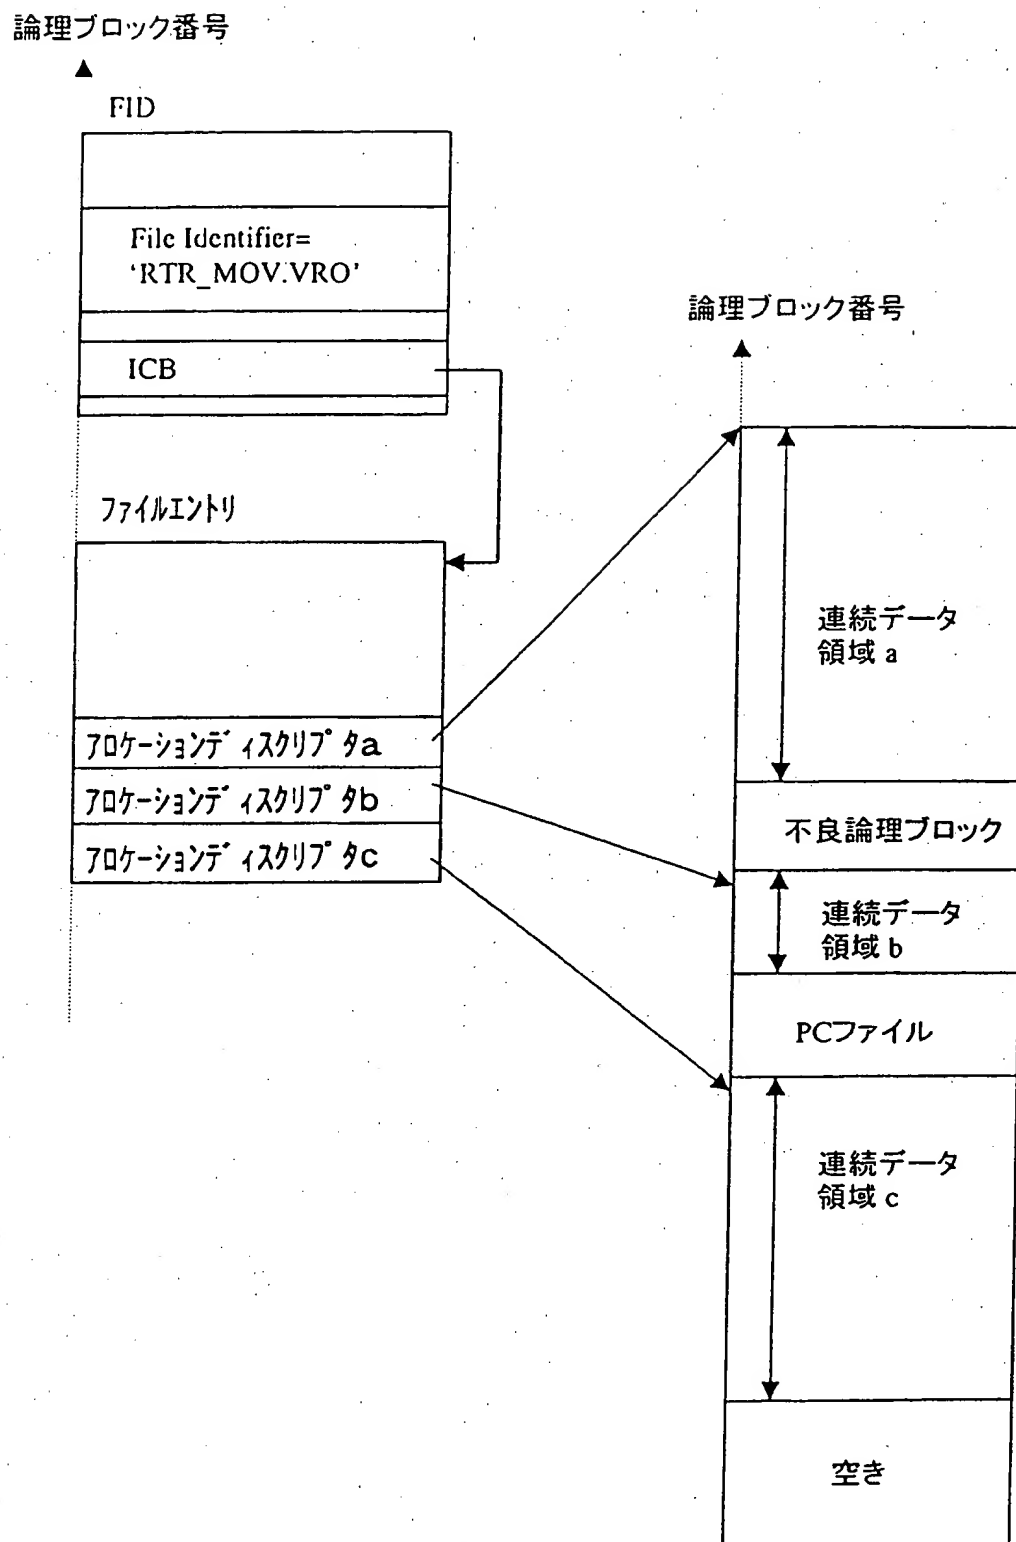 論理ブロック番号
FID
File Identifier=
‘RTR_MOV.VRO’
ICB
ファイルエントリ
アロケーションディスクリプタa
アロケーションディスクリプタb
アロケーションディスクリプタc
論理ブロック番号
連続データ
領域 a
不良論理ブロック
連続データ
領域 b
PCファイル
連続データ
領域 c
空き